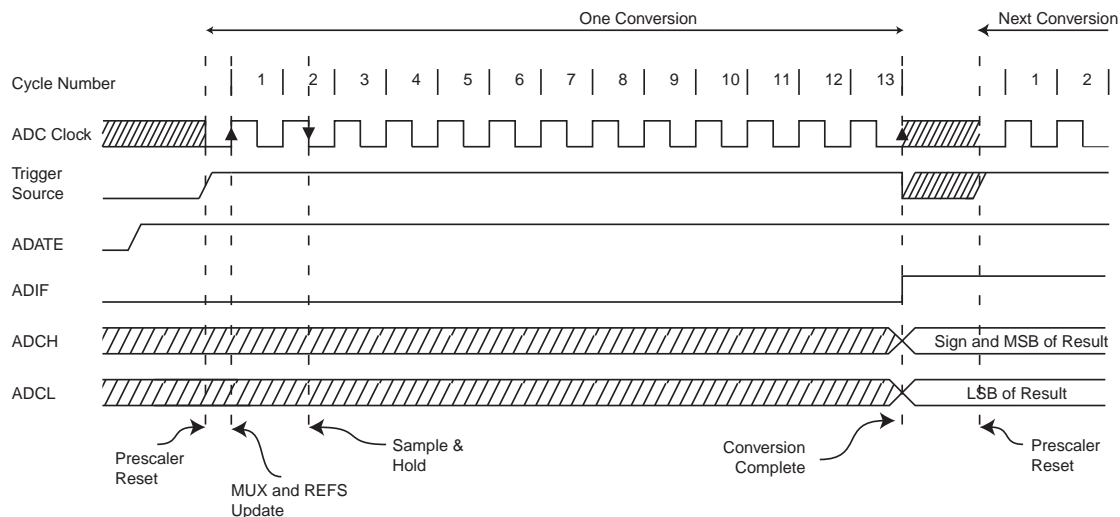 One Conversion
Next Conversion
Cycle Number
1 2 3 4 5 6 7 8 9 10 11 12 13 1 2
ADC Clock
Trigger
Source
ADATE
ADIF
ADCH
Sign and MSB of Result
ADCL
LSB of Result
Prescaler
Reset
MUX and REFS
Update
Sample &
Hold
Conversion
Complete
Prescaler
Reset